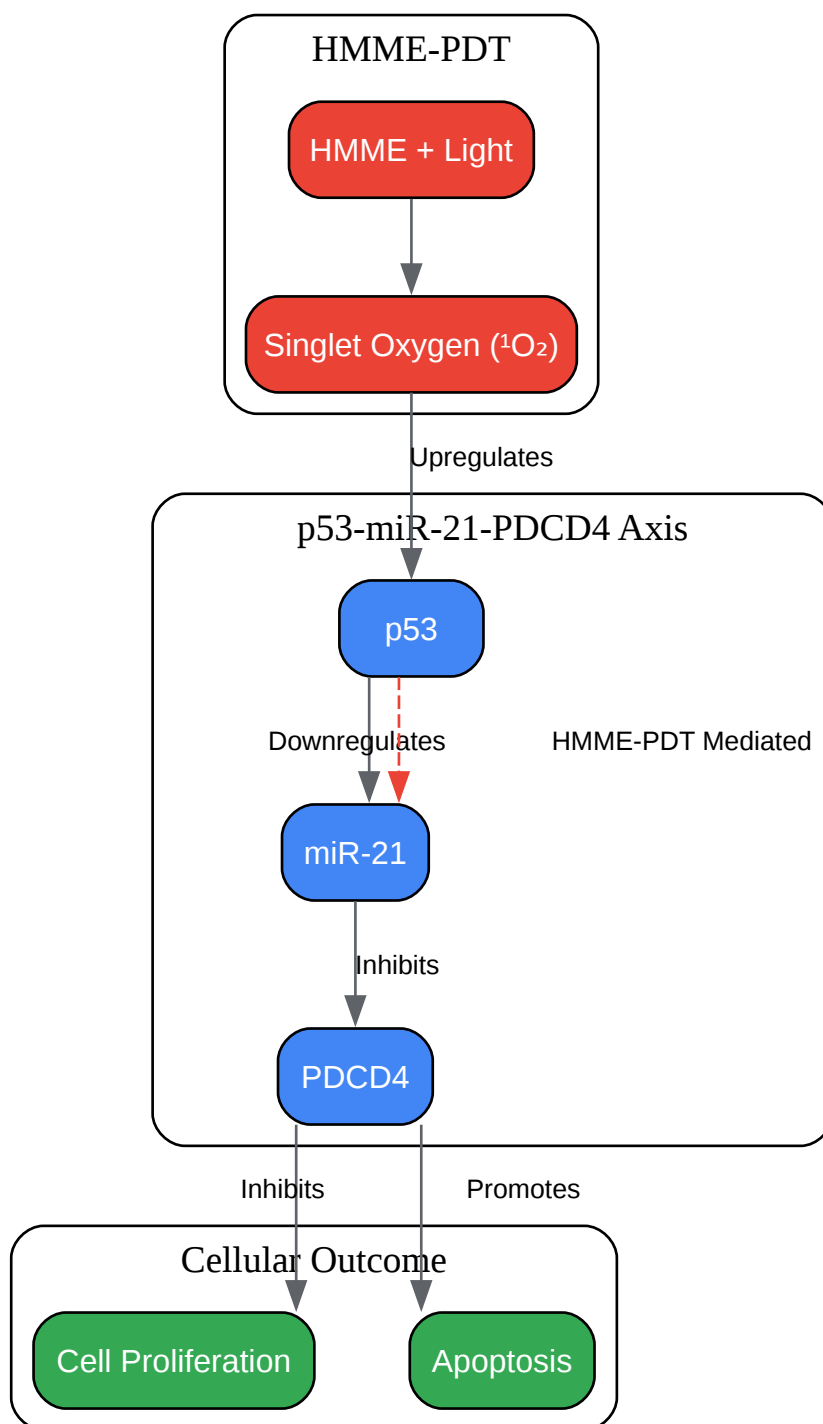 HMME-PDT
HMME + Light
Singlet Oxygen (¹O₂)
Upregulates
p53-miR-21-PDCD4 Axis
p53
Downregulates
HMME-PDT Mediated
miR-21
Inhibits
PDCD4
Inhibits
Promotes
Cellular Outcome
Cell Proliferation
Apoptosis